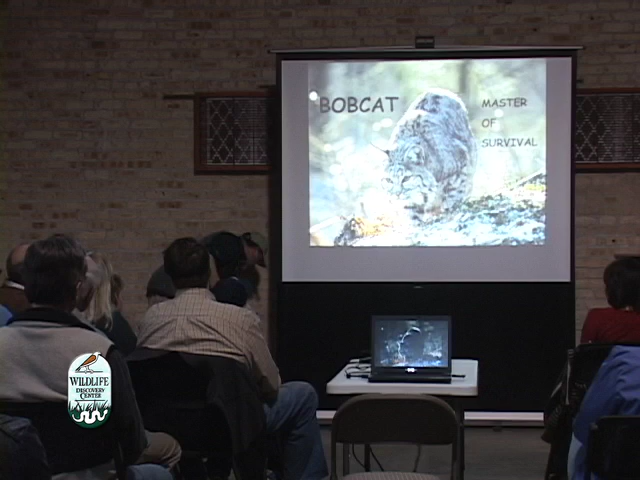 BOBCAT
MASTER
OF
SURVIVAL
WILDLIFE
DISCOVERY
CENTER